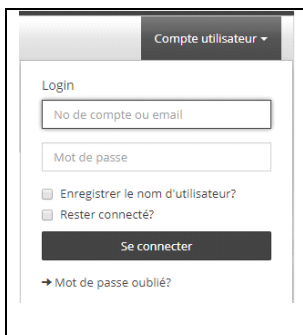 Compte utilisateur
Login
No de compte ou email
Mot de passe
Enregistrer le nom d'utilisateur?
Rester connecté?
Se connecter
➔ Mot de passe oublié?